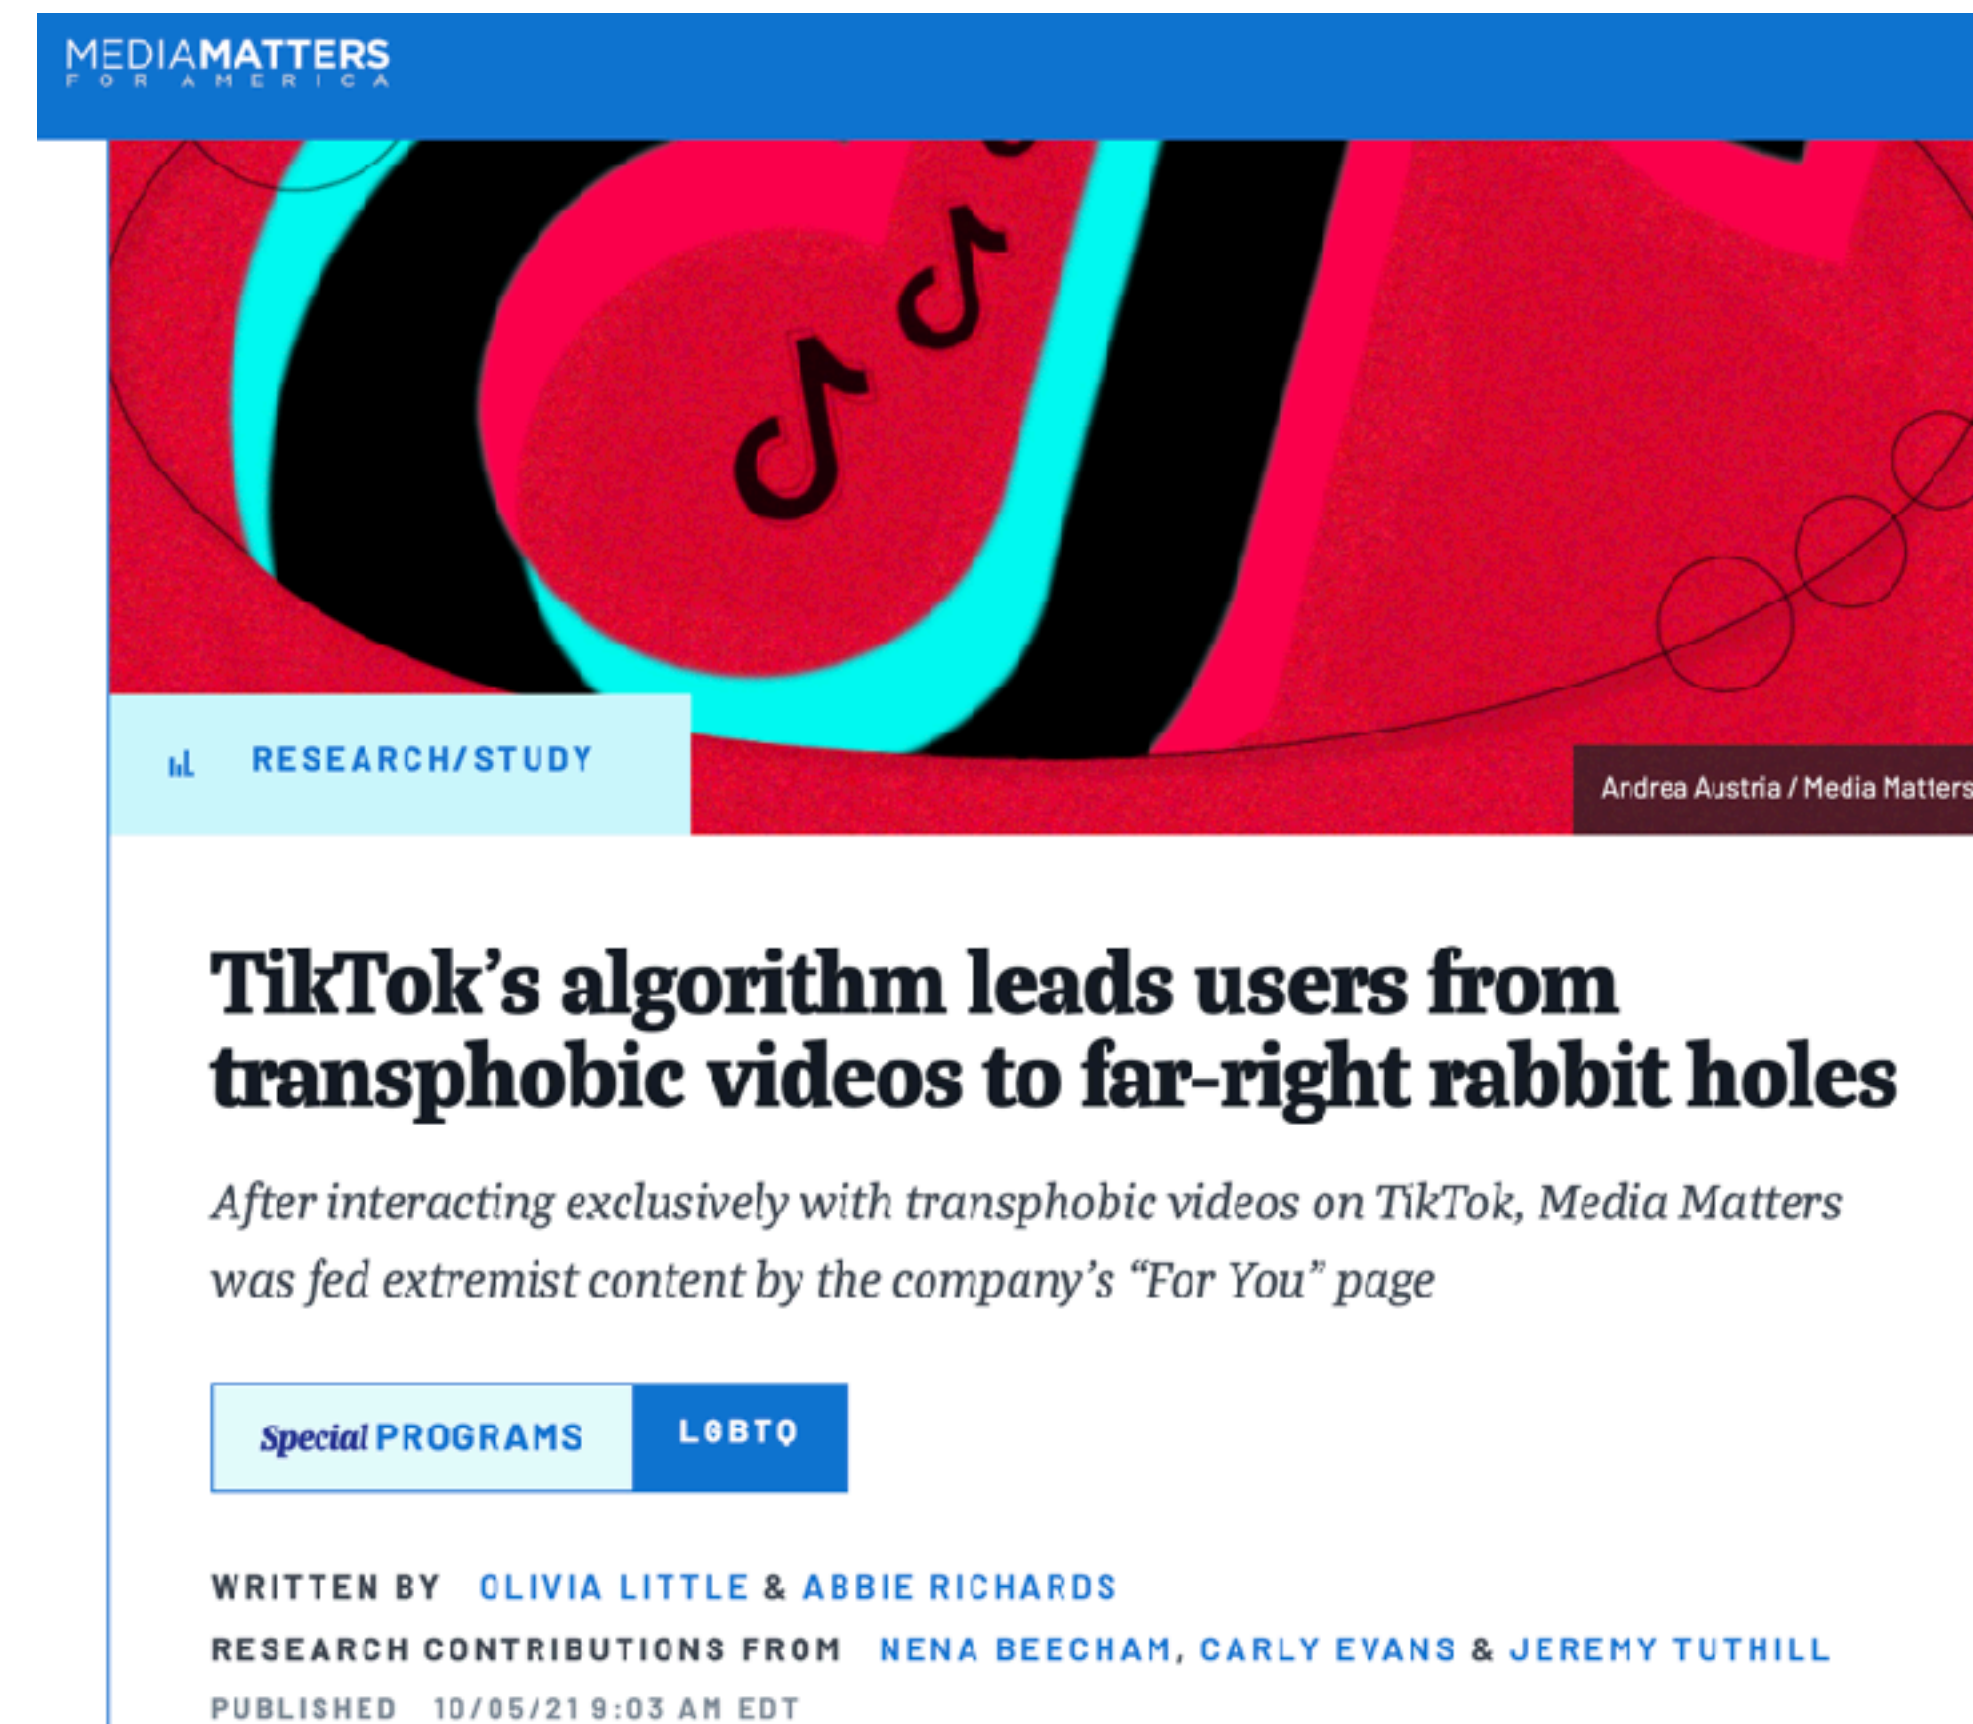 MEDIAMATTERS
FOR AMERICA
RESEARCH/STUDY
Andrea Austria / Media Matters
TikTok’s algorithm leads users from
transphobic videos to far-right rabbit holes
After interacting exclusively with transphobic videos on TikTok, Media Matters
was fed extremist content by the company’s “For You” page
Special PROGRAMS LGBTQ
WRITTEN BY OLIVIA LITTLE & ABBIE RICHARDS
RESEARCH CONTRIBUTIONS FROM NENA BEECHAM, CARLY EVANS & JEREMY TUTHILL
PUBLISHED 10/05/21 9:03 AM EDT